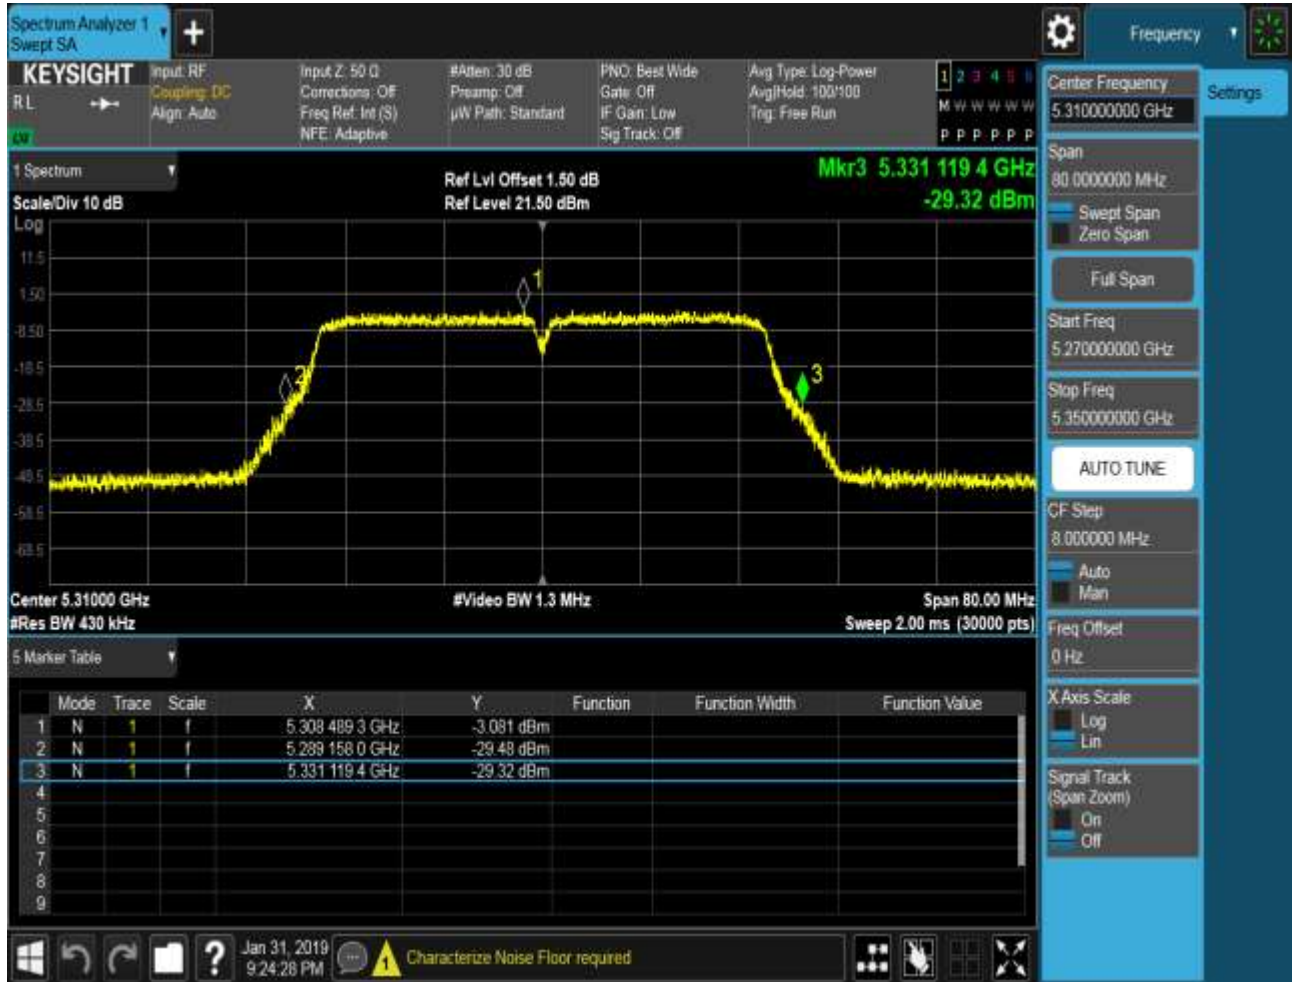 Spectrum Analyzer 1
Swept SA
Frequency
KEYSIGHT
Input: RF
Coupling: DC
Align: Auto
Input Z: 50 Ω
Corrections: Off
Freq Ref: Int (S)
NFE: Adaptive
#Atten: 30 dB
Preamp: Off
µW Path: Standard
PNO: Best Wide
Gate: Off
IF Gain: Low
Sig Track: Off
Avg Type: Log-Power
Avg|Hold: 100/100
Trig: Free Run
1 2 3 4 5 6
M W W W W W
P P P P P P
R L
1 Spectrum
Scale/Div 10 dB
Ref Lvl Offset 1.50 dB
Ref Level 21.50 dBm
Mkr3 5.331 119 4 GHz
-29.32 dBm
Log
11.5
1.50
-8.50
-18.5
-28.5
-38.5
-48.5
-58.5
-68.5
1
2
3
Center 5.31000 GHz
#Video BW 1.3 MHz
Span 80.00 MHz
#Res BW 430 kHz
Sweep 2.00 ms (30000 pts)
5 Marker Table
Mode Trace Scale X Y Function Function Width Function Value
1 N 1 f 5.308 489 3 GHz -3.081 dBm
2 N 1 f 5.289 158 0 GHz -29.48 dBm
3 N 1 f 5.331 119 4 GHz -29.32 dBm
4
5
6
7
8
9
Center Frequency
5.310000000 GHz
Settings
Span
80.0000000 MHz
Swept Span
Zero Span
Full Span
Start Freq
5.270000000 GHz
Stop Freq
5.350000000 GHz
AUTO TUNE
CF Step
8.000000 MHz
Auto
Man
Freq Offset
0 Hz
X Axis Scale
Log
Lin
Signal Track
(Span Zoom)
On
Off
?
Jan 31, 2019
9:24:28 PM
1
Characterize Noise Floor required